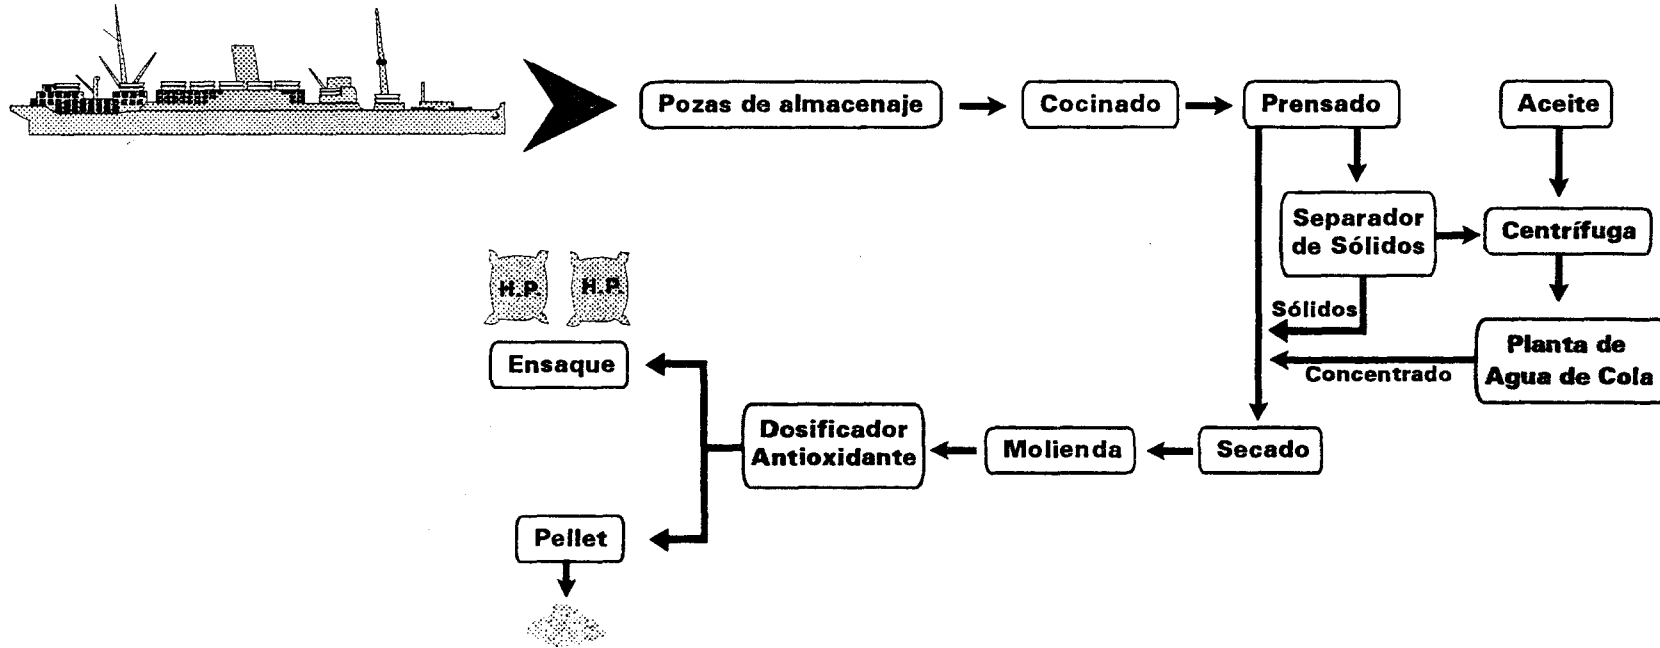 Pozas de almacenaje
Cocinado
Prensado
Aceite
Separador
de Sólidos
Centrífuga
H.P.
H.P.
Sólidos
Planta de
Agua de Cola
Concentrado
Ensaque
Dosificador
Antioxidante
Molienda
Secado
Pellet